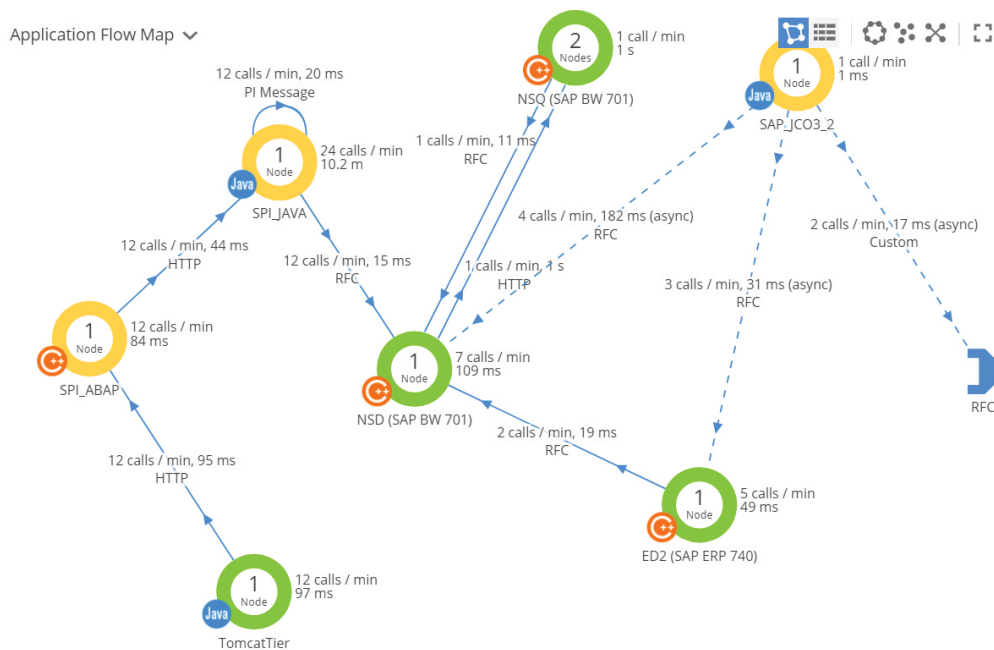 Application Flow Map
2
Nodes
1 call / min
1 s
C++
NSQ (SAP BW 701)
1
Node
1 call / min
1 ms
Java
SAP_JCO3_2
12 calls / min, 20 ms
PI Message
1
Node
24 calls / min
10.2 m
Java
SPI_JAVA
1 calls / min, 11 ms
RFC
4 calls / min, 182 ms (async)
RFC
2 calls / min, 17 ms (async)
Custom
12 calls / min, 44 ms
HTTP
12 calls / min, 15 ms
RFC
1 calls / min, 1 s
HTTP
3 calls / min, 31 ms (async)
RFC
1
Node
12 calls / min
84 ms
C++
SPI_ABAP
1
Node
7 calls / min
109 ms
C++
NSD (SAP BW 701)
RFC
12 calls / min, 95 ms
HTTP
2 calls / min, 19 ms
RFC
1
Node
5 calls / min
49 ms
C++
ED2 (SAP ERP 740)
1
Node
12 calls / min
97 ms
Java
TomcatTier